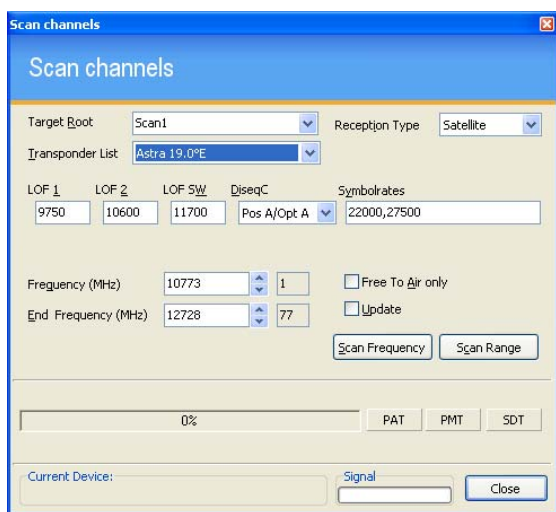 Scan channels
Scan channels
Target Root
Scan1
Reception Type
Satellite
Transponder List
Astra 19.0°E
LOF 1
LOF 2
LOF SW
DiseqC
Symbolrates
9750
10600
11700
Pos A/Opt A
22000,27500
Frequency (MHz)
10773
1
Free To Air only
End Frequency (MHz)
12728
77
Update
Scan Frequency
Scan Range
0%
PAT
PMT
SDT
Current Device:
Signal
Close